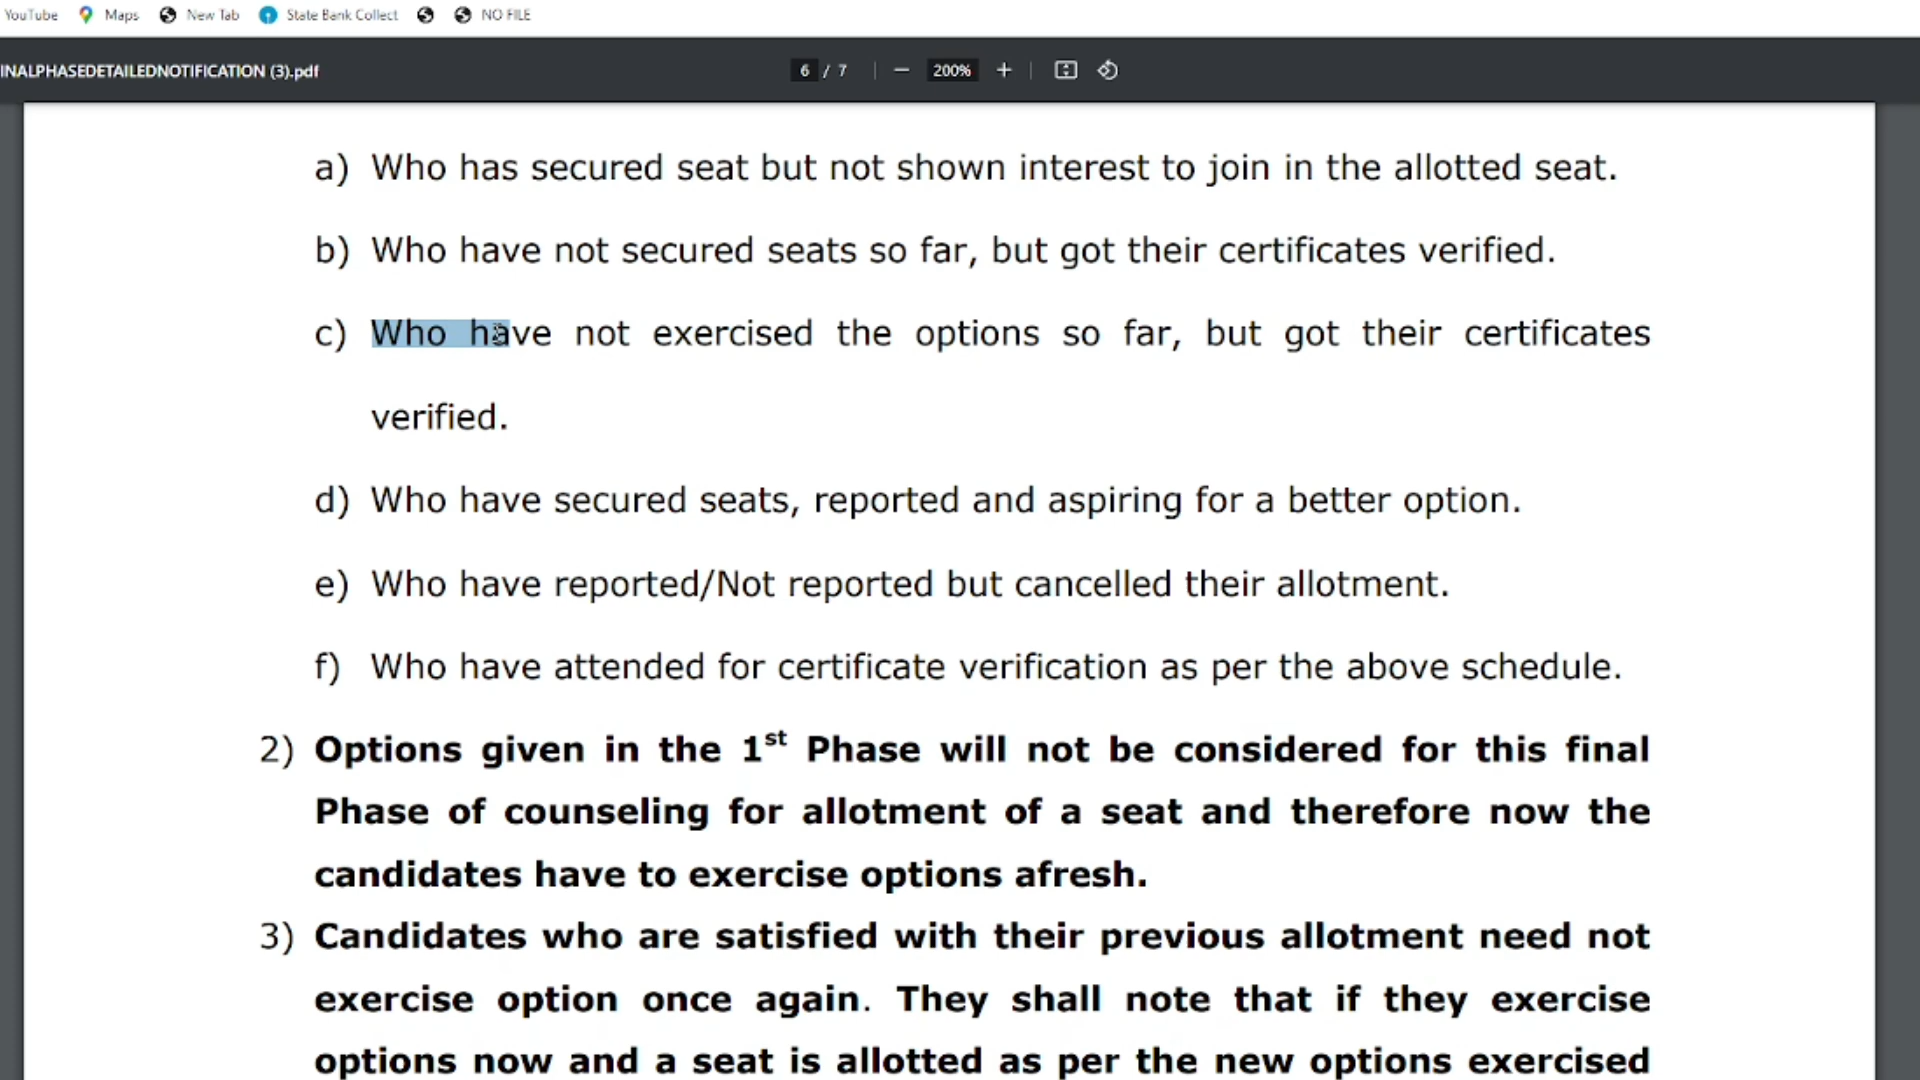 YouTube Maps New Tab State Bank Collect NO FILE
INALPHASEDETAILEDNOTIFICATION (3).pdf 6 / 7 200%
a) Who has secured seat but not shown interest to join in the allotted seat.
b) Who have not secured seats so far, but got their certificates verified.
c) Who have not exercised the options so far, but got their certificates
verified.
d) Who have secured seats, reported and aspiring for a better option.
e) Who have reported/Not reported but cancelled their allotment.
f) Who have attended for certificate verification as per the above schedule.
2) Options given in the 1st Phase will not be considered for this final
Phase of counseling for allotment of a seat and therefore now the
candidates have to exercise options afresh.
3) Candidates who are satisfied with their previous allotment need not
exercise option once again. They shall note that if they exercise
options now and a seat is allotted as per the new options exercised